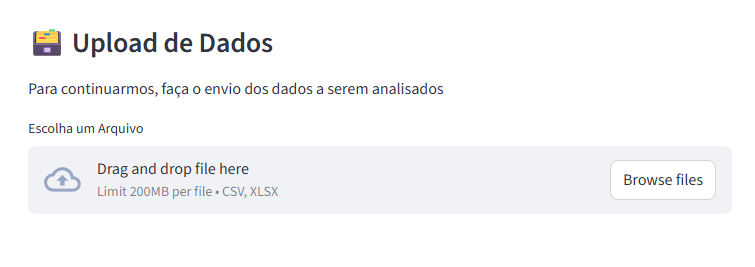 Upload de Dados
Para continuarmos, faça o envio dos dados a serem analisados
Escolha um Arquivo
Drag and drop file here
Limit 200MB per file • CSV, XLSX
Browse files